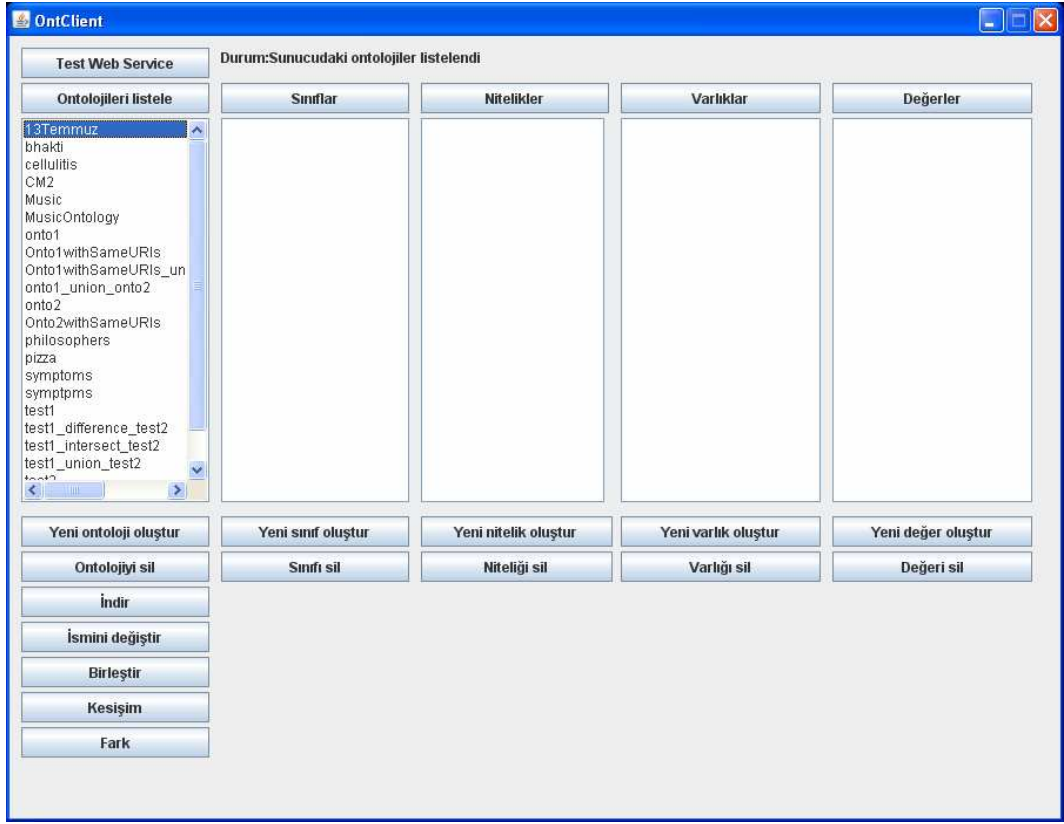 OntClient
Test Web Service
Durum:Sunucudaki ontolojiler listelendi
Ontolojileri listele
Sınıflar
Nitelikler
Varlıklar
Değerler
13Temmuz
bhakti
cellulitis
CM2
Music
MusicOntology
onto1
Onto1withSameURIs
Onto1withSameURIs_un
onto1_union_onto2
onto2
Onto2withSameURIs
philosophers
pizza
symptoms
symptpms
test1
test1_difference_test2
test1_intersect_test2
test1_union_test2
Yeni ontoloji oluştur
Yeni sınıf oluştur
Yeni nitelik oluştur
Yeni varlık oluştur
Yeni değer oluştur
Ontolojiyi sil
Sınıfı sil
Niteliği sil
Varlığı sil
Değeri sil
İndir
İsmini değiştir
Birleştir
Kesişim
Fark